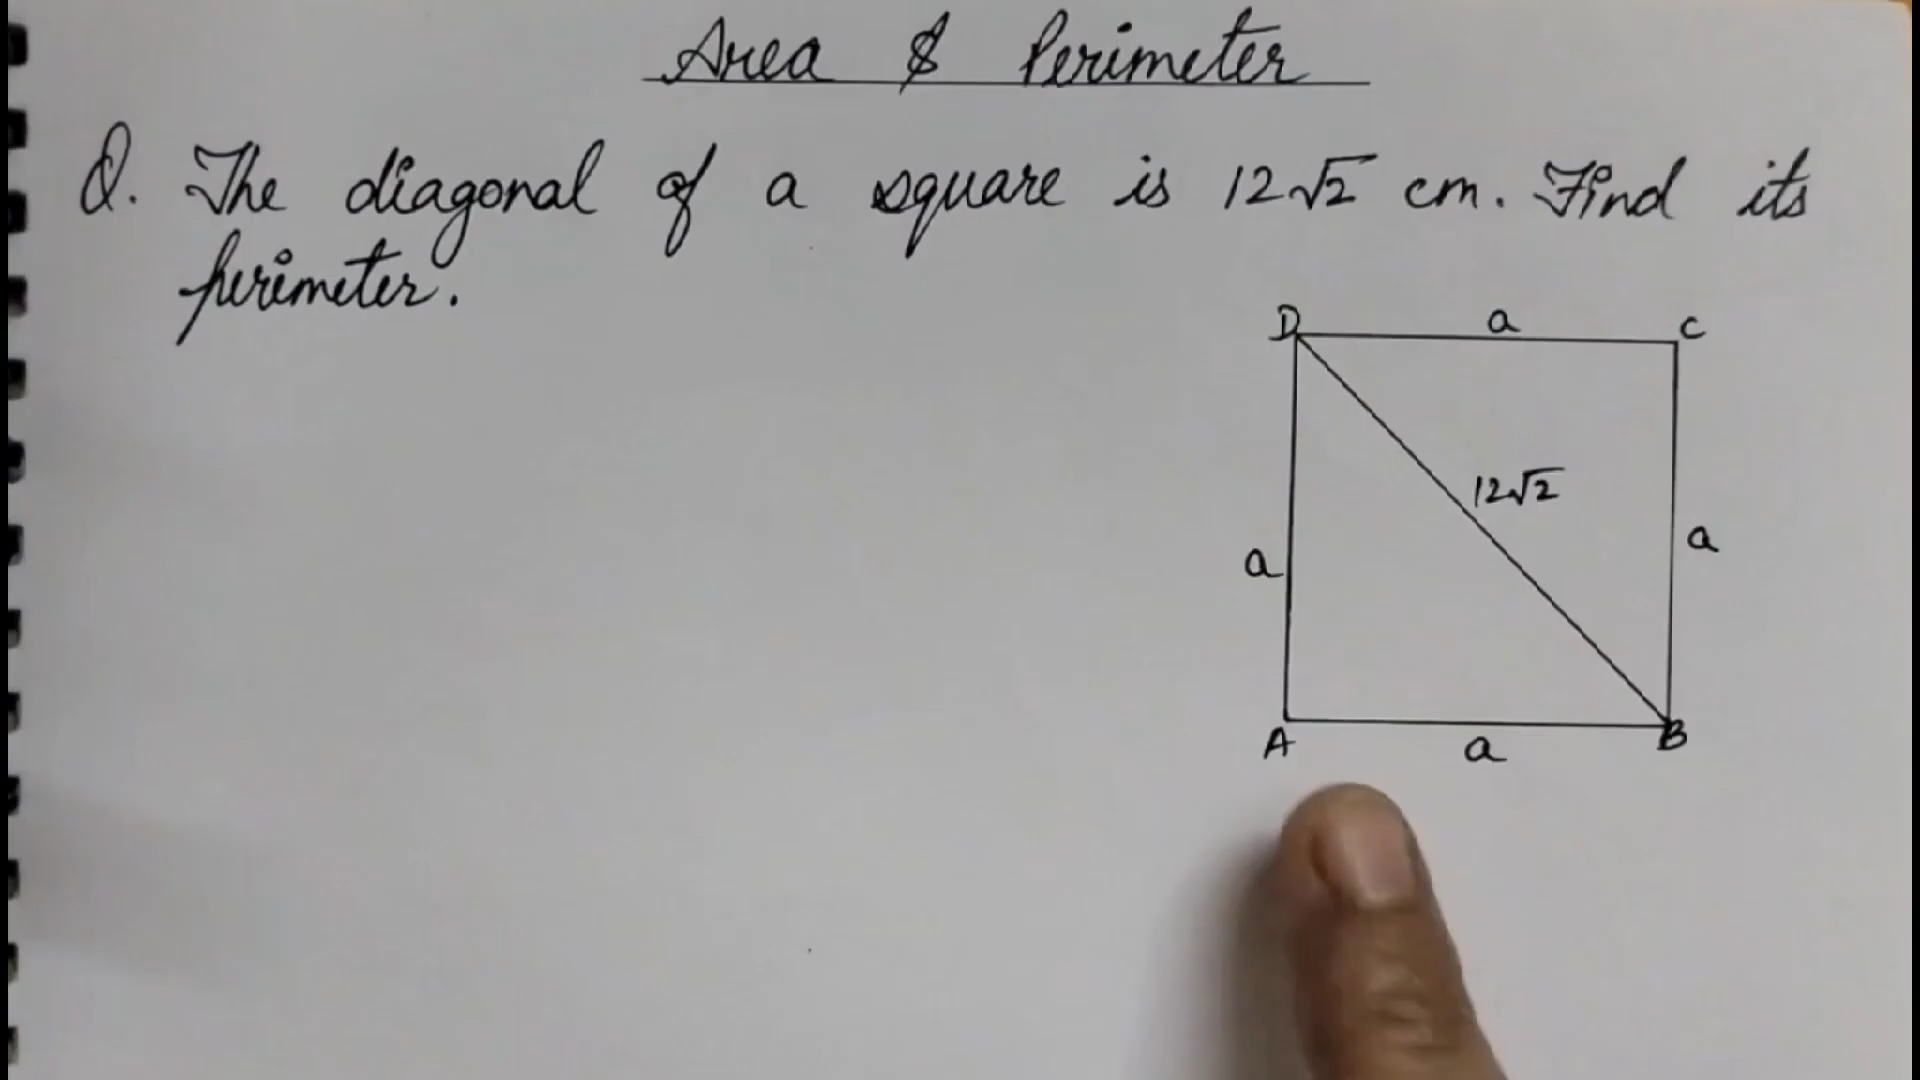 Area & Perimeter
Q. The diagonal of a square is 12√2 cm. Find its
perimeter.
D a C
12√2
a
a
A a B